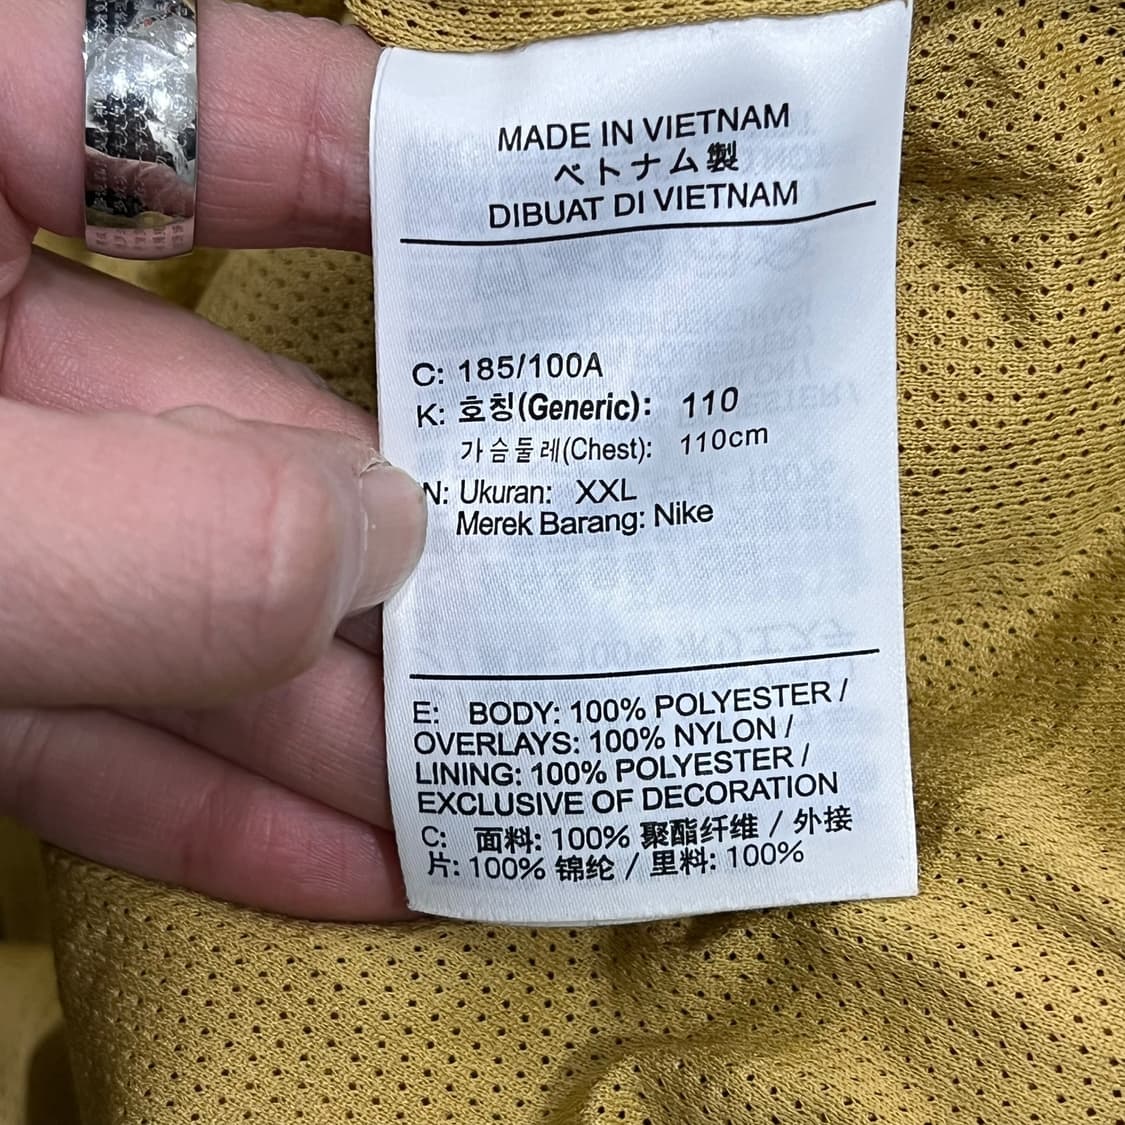 MADE IN VIETNAM
ベトナム製
DIBUAT DI VIETNAM
C: 185/100A
K: 호칭(Generic): 110
가슴둘레(Chest): 110cm
N: Ukuran: XXL
Merek Barang: Nike
E: BODY: 100% POLYESTER /
OVERLAYS: 100% NYLON /
LINING: 100% POLYESTER /
EXCLUSIVE OF DECORATION
C: 面料: 100% 聚酯纤维 / 外接
片: 100% 锦纶 / 里料: 100%